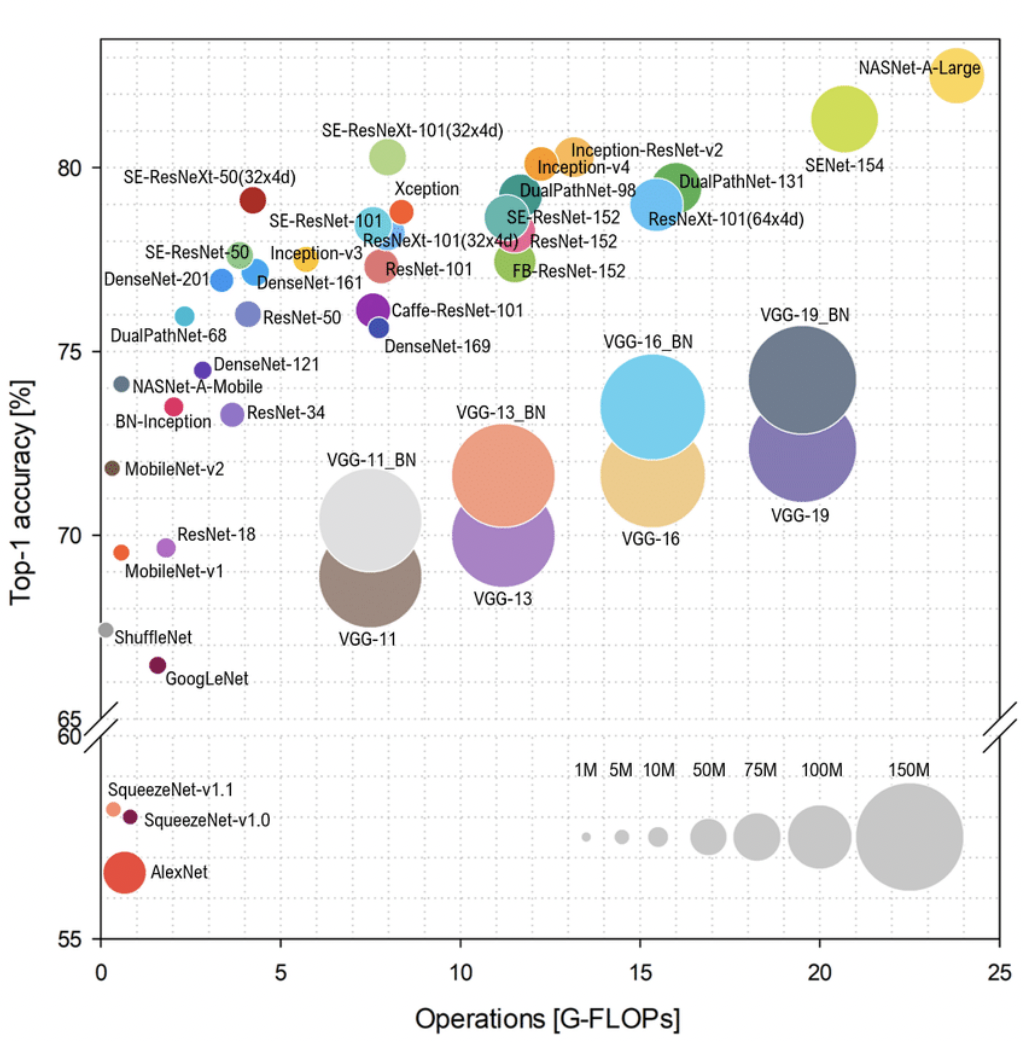 NASNet-A-Large
SE-ResNeXt-101(32x4d)
Inception-ResNet-v2
80
Inception-v4
SENet-154
SE-ResNeXt-50(32x4d)
Xception
DualPathNet-98
DualPathNet-131
SE-ResNet-101
SE-ResNet-152
ResNeXt-101(64x4d)
ResNeXt-101(32x4d)
ResNet-152
SE-ResNet-50
Inception-v3
ResNet-101
FB-ResNet-152
DenseNet-201
DenseNet-161
ResNet-50
Caffe-ResNet-101
VGG-19_BN
DualPathNet-68
DenseNet-169
VGG-16_BN
75
DenseNet-121
NASNet-A-Mobile
BN-Inception
ResNet-34
VGG-13_BN
MobileNet-v2
VGG-11_BN
VGG-19
70
ResNet-18
VGG-16
MobileNet-v1
VGG-13
ShuffleNet
VGG-11
GoogLeNet
65
60
Top-1 accuracy [%]
1M 5M 10M 50M 75M 100M 150M
SqueezeNet-v1.1
SqueezeNet-v1.0
AlexNet
55
0 5 10 15 20 25
Operations [G-FLOPs]